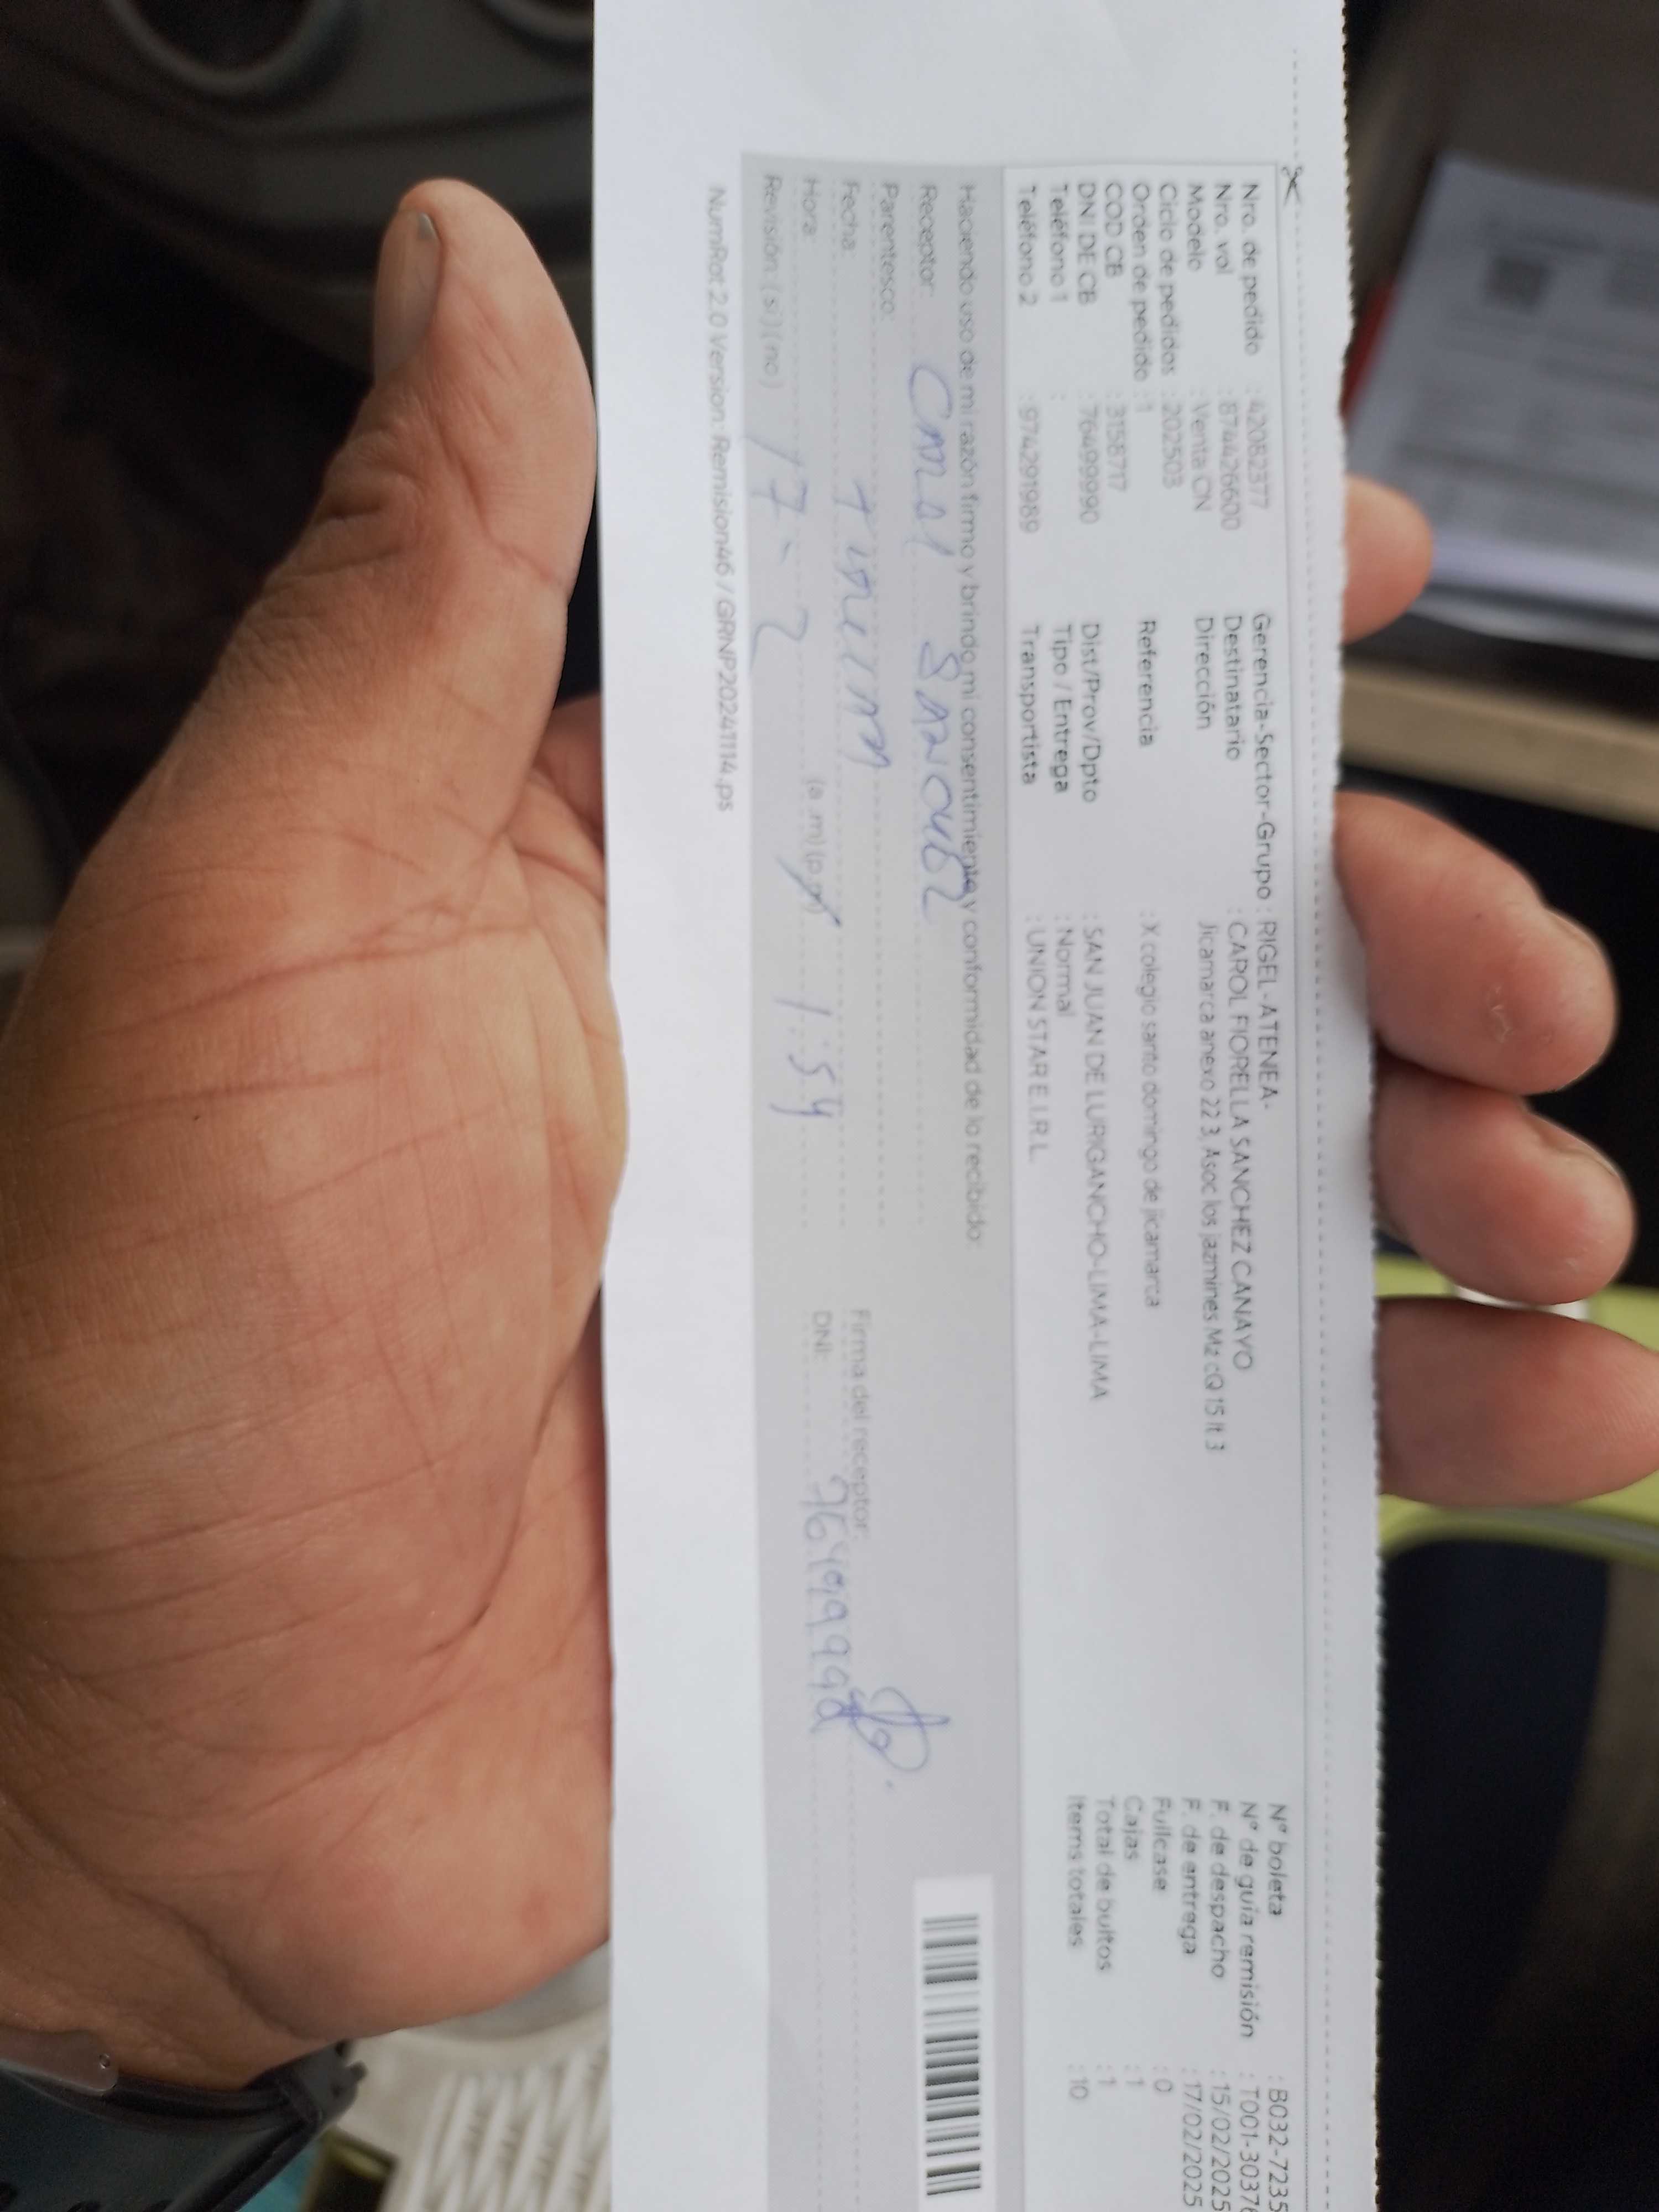 Nro. de pedido : 42082377
Nro. vol : 874426600
Modelo : Venta CN
Ciclo de pedidos : 202503
Orden de pedido : 1
COD CB : 3158717
DNI DE CB : 76499990
Teléfono 1 :
Teléfono 2 : 974291989
Gerencia-Sector-Grupo : RIGEL-ATENEA-
Destinatario : CAROL FIORELLA SANCHEZ CANAYO
Dirección Jicamarca anexo 22 3, Asoc los jazmines Mz cQ 15 lt 3
Referencia : X colegio santo domingo de jicamarca
Dist/Prov/Dpto : SAN JUAN DE LURIGANCHO-LIMA-LIMA
Tipo / Entrega : Normal
Transportista : UNION STAR E.I.R.L.
N° boleta : B032-7235
N° de guía remisión : T001-3037
F. de despacho : 15/02/2025
F. de entrega : 17/02/2025
Fullcase : 0
Cajas : 1
Total de bultos : 1
Items totales : 10
Haciendo uso de mi razón firmo y brindo mi consentimiento y conformidad de lo recibido:
Receptor:
Parentesco:
Fecha: 17-2
Hora: (a.m)(p.m) 1:54
Revisión: (si)(no)
Firma del receptor:
DNI: 76499990
NumRot 2.0 Version: Remision46 / GRNP20241114.ps